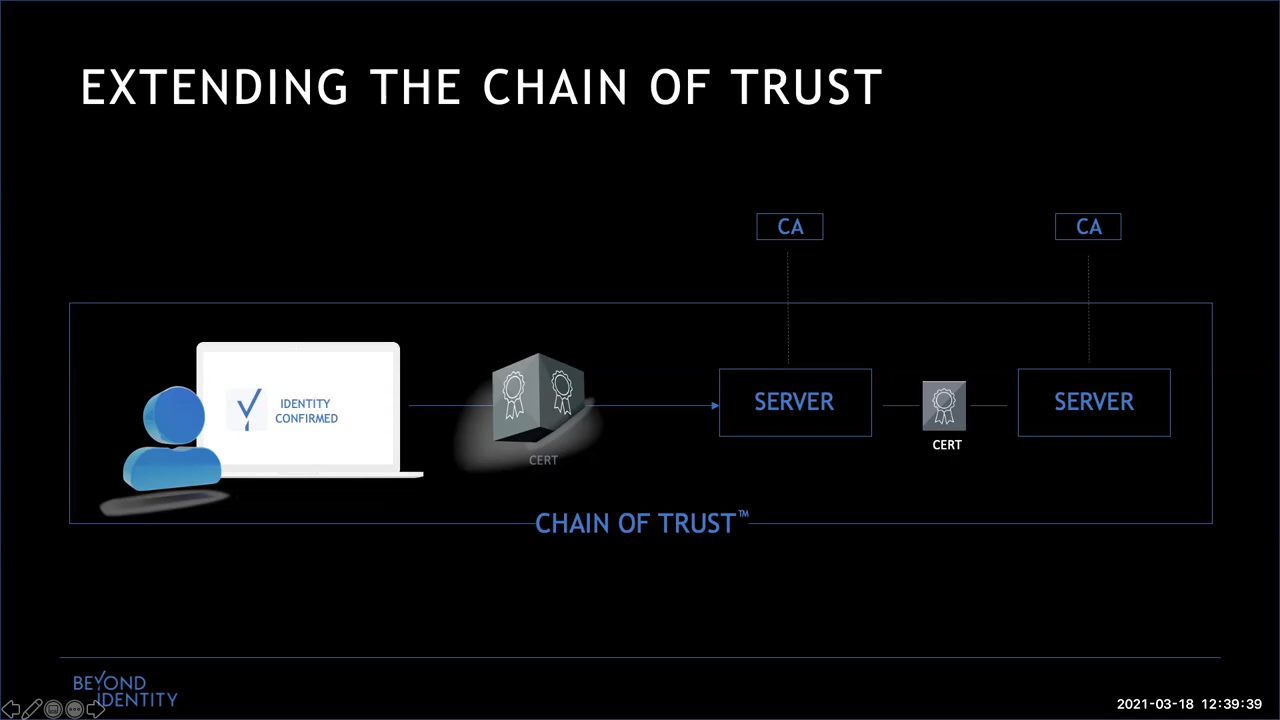 EXTENDING THE CHAIN OF TRUST
CA
CA
IDENTITY
CONFIRMED
CERT
SERVER
CERT
SERVER
CHAIN OF TRUST™
BEYOND
IDENTITY
2021-03-18 12:39:39